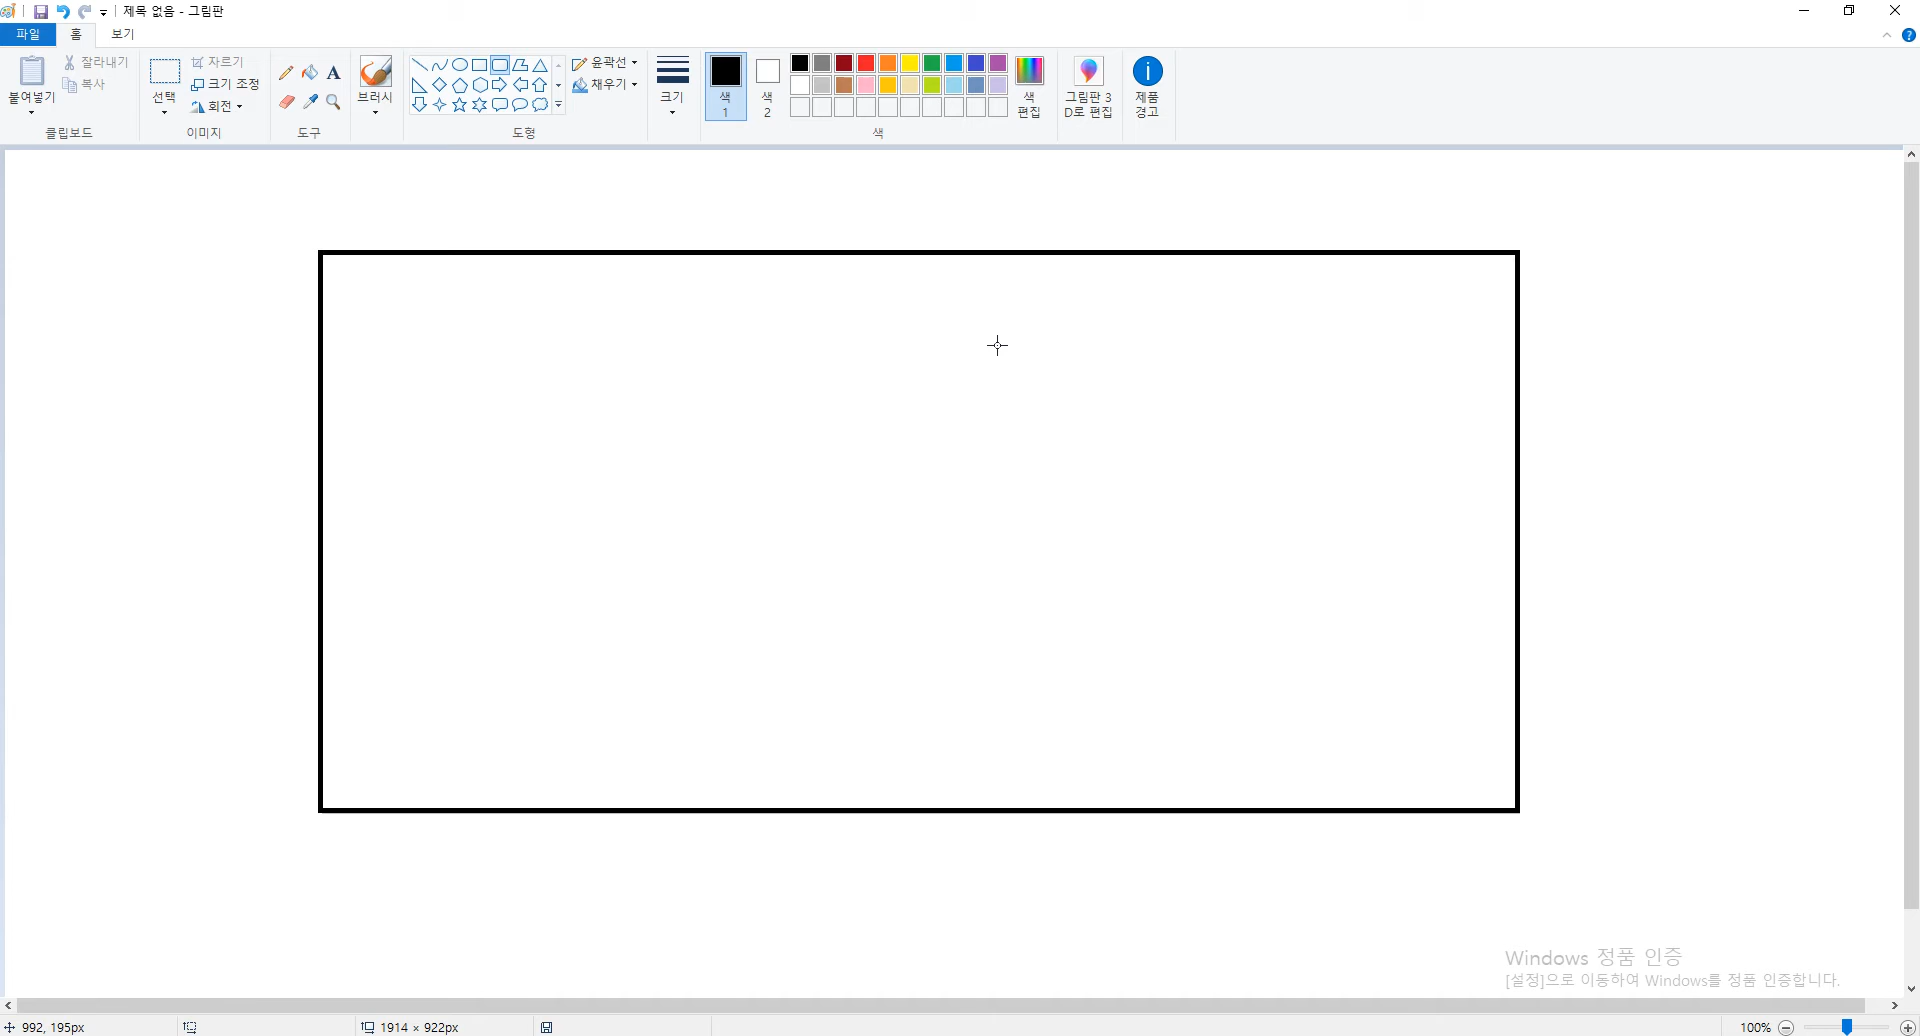 제목 없음 - 그림판
파일 홈 보기
붙여넣기
잘라내기
복사
클립보드
선택
자르기
크기 조정
회전
이미지
A
도구
브러시
윤곽선
채우기
도형
크기
색
1
색
2
색
편집
색
그림판 3
D로 편집
제품
경고
Windows 정품 인증
[설정]으로 이동하여 Windows를 정품 인증합니다.
992, 195px
1914 × 922px
100%